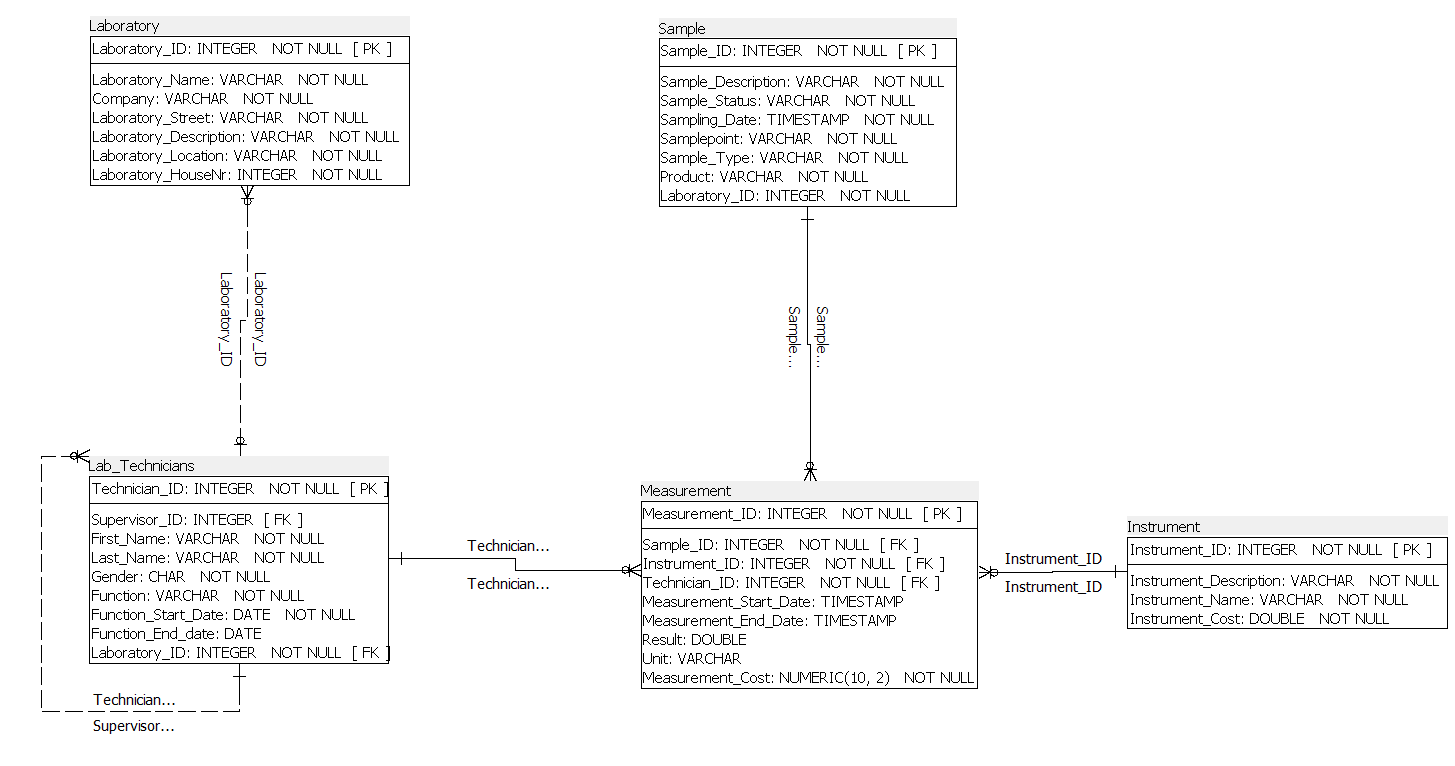 Laboratory
Laboratory_ID: INTEGER NOT NULL [ PK ]
Laboratory_Name: VARCHAR NOT NULL
Company: VARCHAR NOT NULL
Laboratory_Street: VARCHAR NOT NULL
Laboratory_Description: VARCHAR NOT NULL
Laboratory_Location: VARCHAR NOT NULL
Laboratory_HouseNr: INTEGER NOT NULL
Sample
Sample_ID: INTEGER NOT NULL [ PK ]
Sample_Description: VARCHAR NOT NULL
Sample_Status: VARCHAR NOT NULL
Sampling_Date: TIMESTAMP NOT NULL
Samplepoint: VARCHAR NOT NULL
Sample_Type: VARCHAR NOT NULL
Product: VARCHAR NOT NULL
Laboratory_ID: INTEGER NOT NULL
Laboratory_ID
Laboratory_ID
Sample...
Sample...
Lab_Technicians
Technician_ID: INTEGER NOT NULL [ PK ]
Supervisor_ID: INTEGER [ FK ]
First_Name: VARCHAR NOT NULL
Last_Name: VARCHAR NOT NULL
Gender: CHAR NOT NULL
Function: VARCHAR NOT NULL
Function_Start_Date: DATE NOT NULL
Function_End_date: DATE
Laboratory_ID: INTEGER NOT NULL [ FK ]
Technician...
Supervisor...
Technician...
Technician...
Measurement
Measurement_ID: INTEGER NOT NULL [ PK ]
Sample_ID: INTEGER NOT NULL [ FK ]
Instrument_ID: INTEGER NOT NULL [ FK ]
Technician_ID: INTEGER NOT NULL [ FK ]
Measurement_Start_Date: TIMESTAMP
Measurement_End_Date: TIMESTAMP
Result: DOUBLE
Unit: VARCHAR
Measurement_Cost: NUMERIC(10, 2) NOT NULL
Instrument_ID
Instrument_ID
Instrument
Instrument_ID: INTEGER NOT NULL [ PK ]
Instrument_Description: VARCHAR NOT NULL
Instrument_Name: VARCHAR NOT NULL
Instrument_Cost: DOUBLE NOT NULL